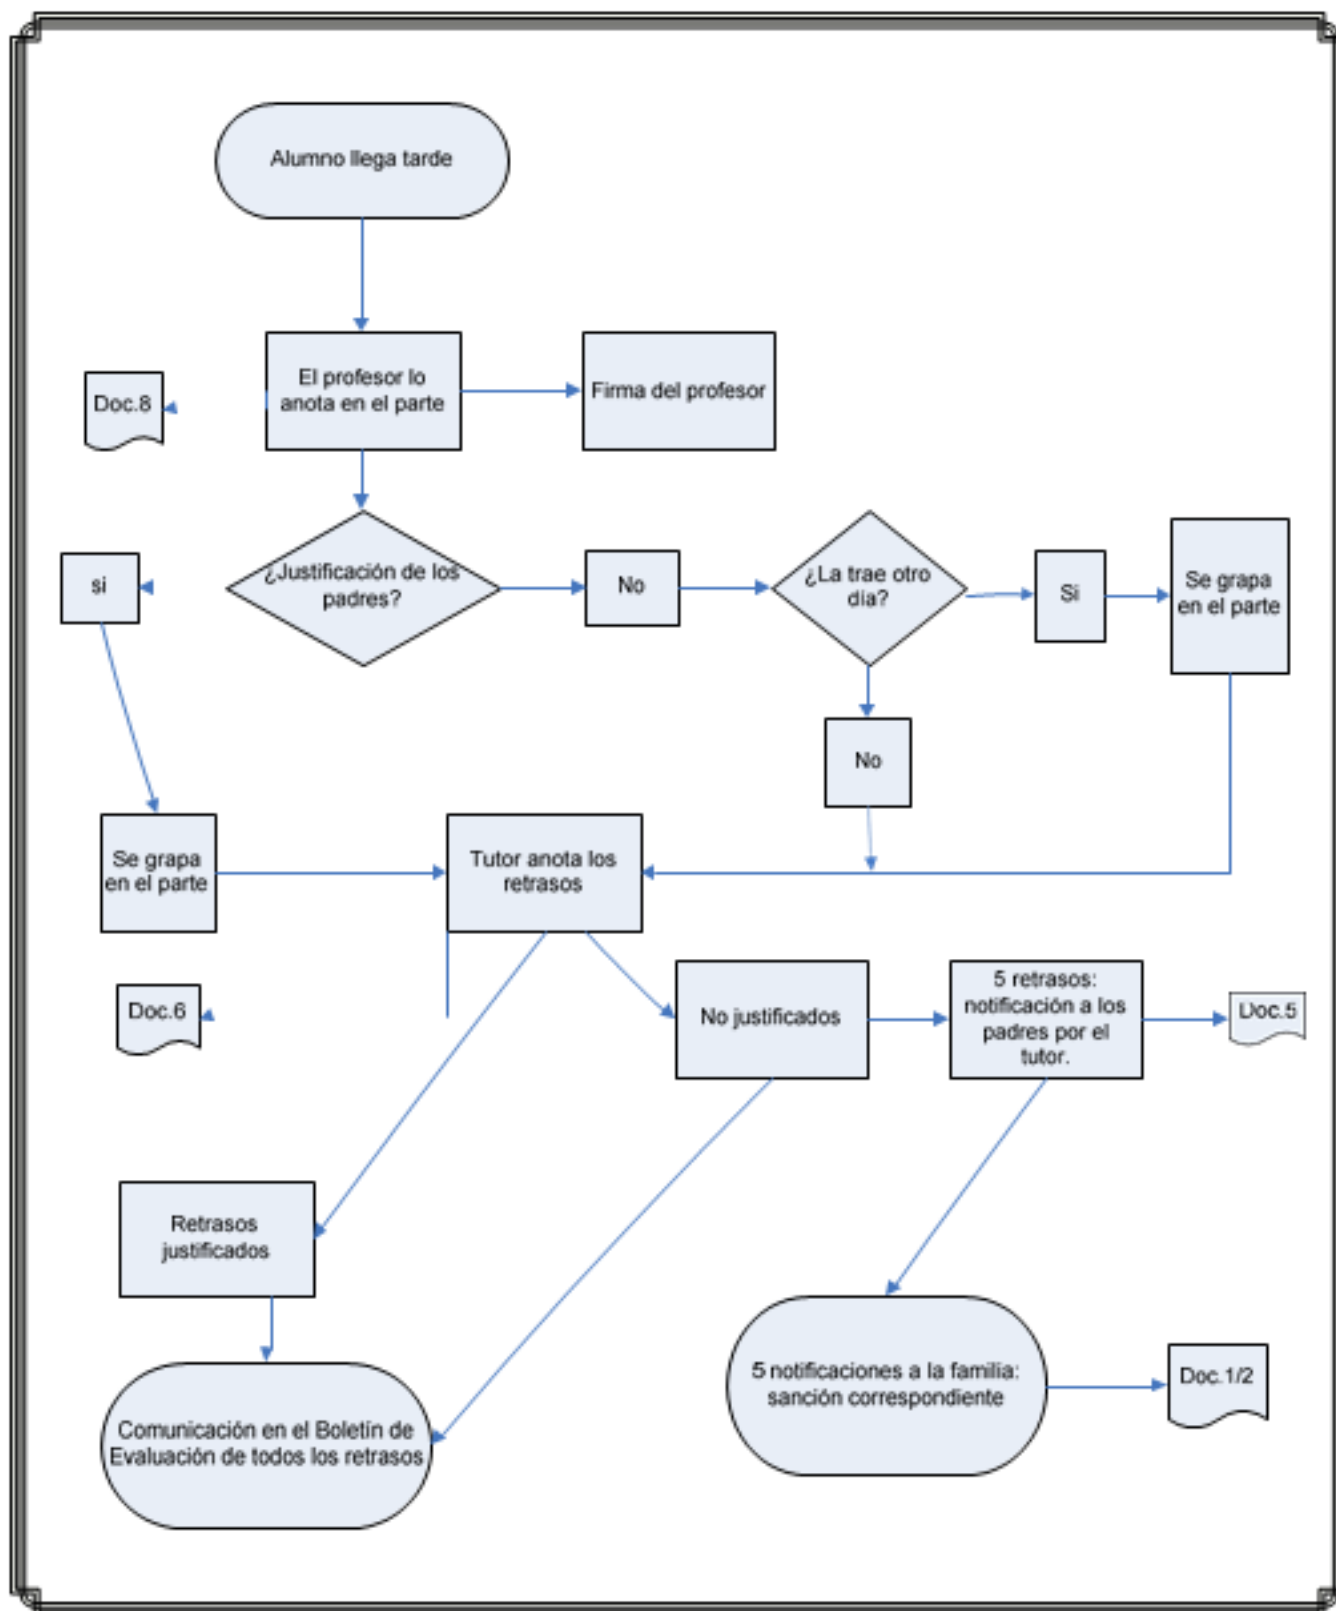 Alumno llega tarde
El profesor lo
anota en el parte
Firma del profesor
Doc.8
¿Justificación de los
padres?
si
No
¿La trae otro
día?
Si
Se grapa
en el parte
No
Se grapa
en el parte
Tutor anota los
retrasos
Doc.6
No justificados
5 retrasos:
notificación a los
padres por el
tutor.
Doc.5
Retrasos
justificados
5 notificaciones a la familia:
sanción correspondiente
Doc.1/2
Comunicación en el Boletín de
Evaluación de todos los retrasos